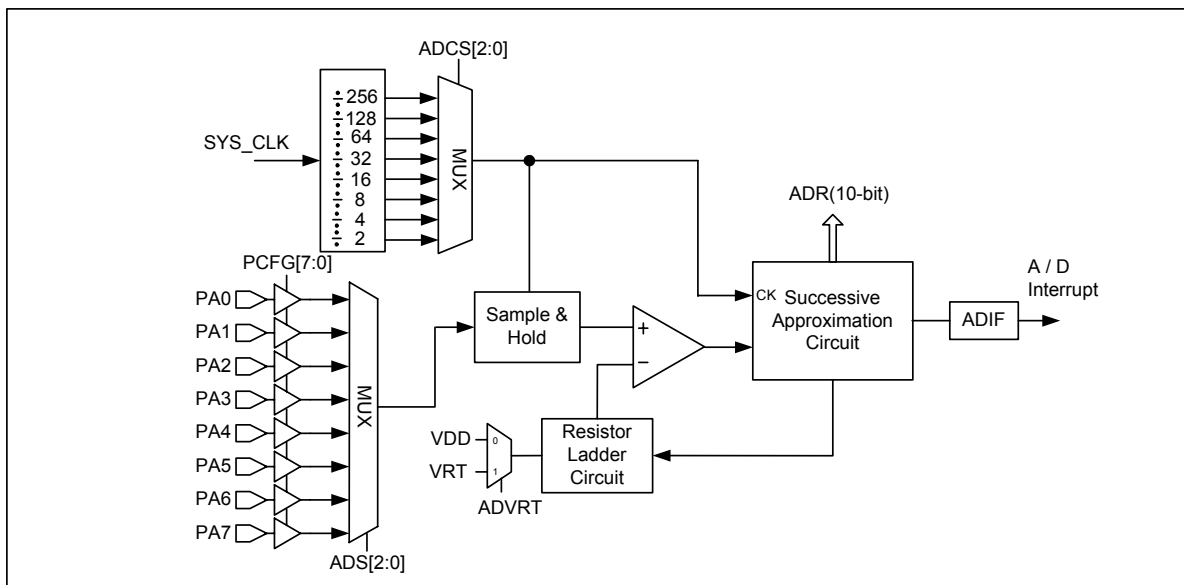 ADCS[2:0]
SYS_CLK
÷ 256
÷ 128
÷ 64
÷ 32
÷ 16
÷ 8
÷ 4
÷ 2
MUX
ADR(10-bit)
PCFG[7:0]
PA0
PA1
PA2
PA3
PA4
PA5
PA6
PA7
MUX
ADS[2:0]
Sample &
Hold
+
−
CK
Successive
Approximation
Circuit
A / D
Interrupt
ADIF
VDD
0
VRT
1
ADVRT
Resistor
Ladder
Circuit